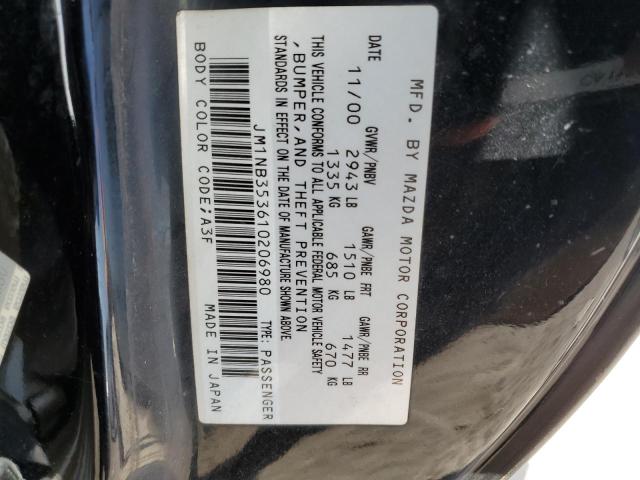 MFD. BY MAZDA MOTOR CORPORATION
DATE GVWR/PNBV GAWR/PNBE FRT GAWR/PNBE RR
11/00 2943 LB 1510 LB 1477 LB
1335 KG 685 KG 670 KG
THIS VEHICLE CONFORMS TO ALL APPLICABLE FEDERAL MOTOR VEHICLE SAFETY
, BUMPER, AND THEFT PREVENTION
STANDARDS IN EFFECT ON THE DATE OF MANUFACTURE SHOWN ABOVE.
JM1NB353610206980 TYPE: PASSENGER
BODY COLOR CODE;A3F MADE IN JAPAN